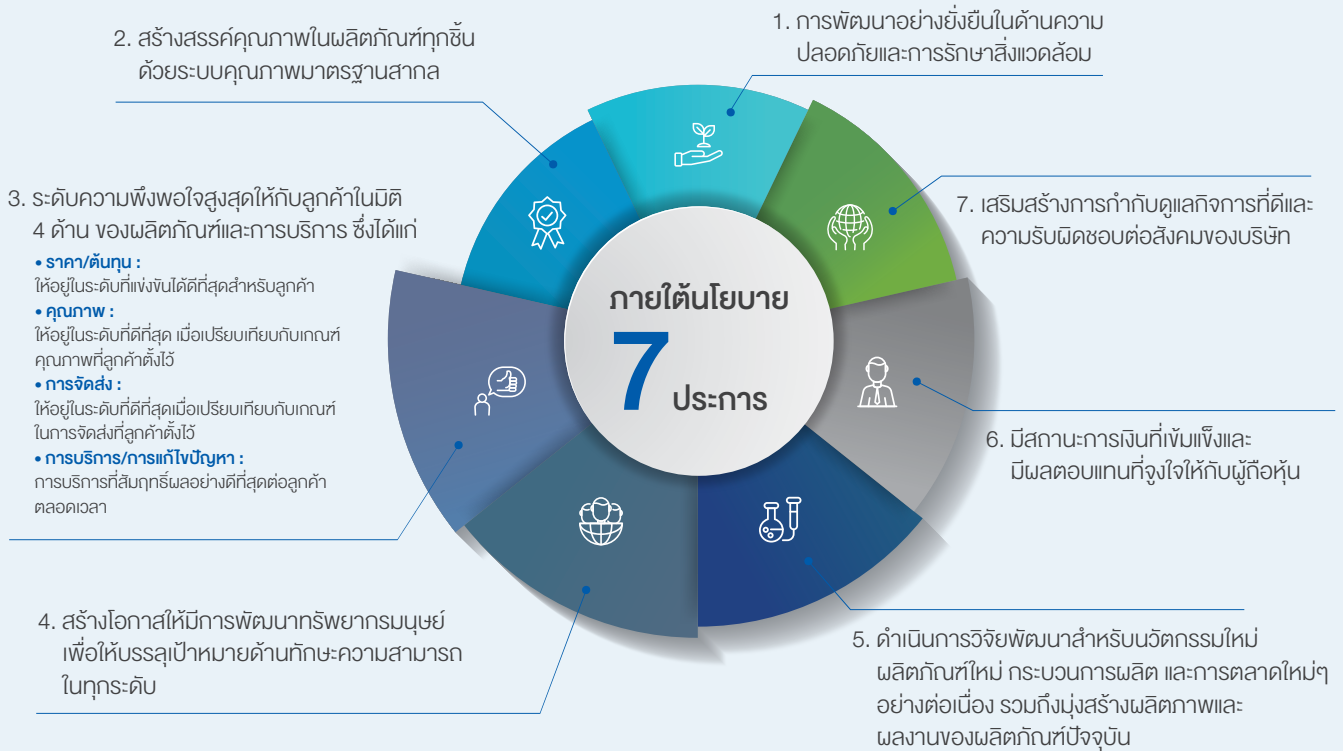 1. การพัฒนาอย่างยั่งยืนในด้านความ
ปลอดภัยและการรักษาสิ่งแวดล้อม
2. สร้างสรรค์คุณภาพในผลิตภัณฑ์ทุกชิ้น
ด้วยระบบคุณภาพมาตรฐานสากล
3. ระดับความพึงพอใจสูงสุดให้กับลูกค้าในมิติ
4 ด้าน ของผลิตภัณฑ์และการบริการ ซึ่งได้แก่
• ราคา/ต้นทุน :
ให้อยู่ในระดับที่แข่งขันได้ดีที่สุดสำหรับลูกค้า
• คุณภาพ :
ให้อยู่ในระดับที่ดีที่สุด เมื่อเปรียบเทียบกับเกณฑ์
คุณภาพที่ลูกค้าตั้งไว้
• การจัดส่ง :
ให้อยู่ในระดับที่ดีที่สุดเมื่อเปรียบเทียบกับเกณฑ์
ในการจัดส่งที่ลูกค้าตั้งไว้
• การบริการ/การแก้ไขปัญหา :
การบริการที่สัมฤทธิ์ผลอย่างดีที่สุดต่อลูกค้า
ตลอดเวลา
4. สร้างโอกาสให้มีการพัฒนาทรัพยากรมนุษย์
เพื่อให้บรรลุเป้าหมายด้านทักษะความสามารถ
ในทุกระดับ
5. ดำเนินการวิจัยพัฒนาสำหรับนวัตกรรมใหม่
ผลิตภัณฑ์ใหม่ กระบวนการผลิต และการตลาดใหม่ๆ
อย่างต่อเนื่อง รวมถึงมุ่งสร้างผลิตภาพและ
ผลงานของผลิตภัณฑ์ปัจจุบัน
6. มีสถานะการเงินที่เข้มแข็งและ
มีผลตอบแทนที่จูงใจให้กับผู้ถือหุ้น
7. เสริมสร้างการกำกับดูแลกิจการที่ดีและ
ความรับผิดชอบต่อสังคมของบริษัท
ภายใต้นโยบาย
7 ประการ